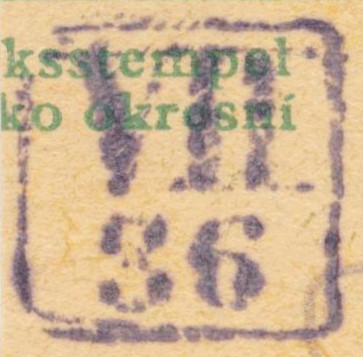 ksstempel
ko okresní
VII.
36